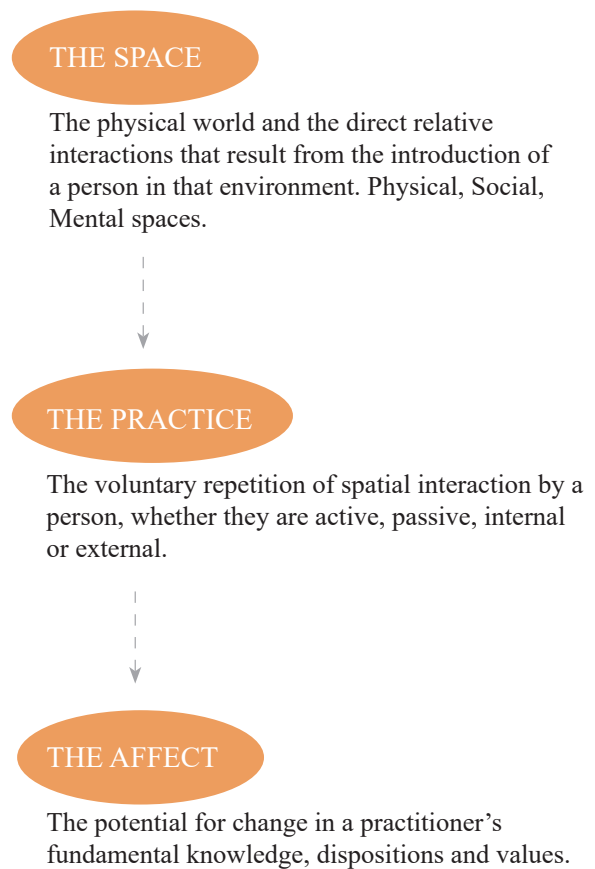 THE SPACE
The physical world and the direct relative
interactions that result from the introduction of
a person in that environment. Physical, Social,
Mental spaces.
THE PRACTICE
The voluntary repetition of spatial interaction by a
person, whether they are active, passive, internal
or external.
THE AFFECT
The potential for change in a practitioner’s
fundamental knowledge, dispositions and values.